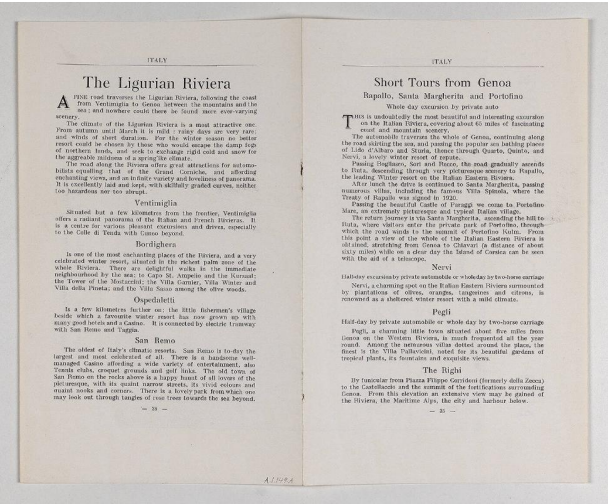 ITALY
The Ligurian Riviera
A FINE road traverses the Ligurian Riviera, following the coast
from Ventimiglia to Genoa between the mountains and the
sea; and nowhere could there be found more ever-varying
scenery.
The climate of the Ligurian Riviera is a most attractive one.
From autumn until March it is mild: rainy days are very rare;
and winds of short duration. For the winter season no better
resort could be chosen by those who would escape the damp fogs
of northern lands, and seek to exchange rigid cold and snow for
the aggreable mildness of a springlike climate.
The road along the Riviera offers great attractions for automo-
bilists equalling that of the Grand Corniche, and affording
enchanting views, and an infinite variety and loveliness of panorama.
It is excellently laid and kept, with skilfully graded curves, neither
too hazardous nor too abrupt.
Ventimiglia
Situated but a few kilometres from the frontier, Ventimiglia
offers a radiant panorama of the Italian and French Rivieras. It
is a centre for various pleasant excursions and drives, especially
to the Colle di Tenda with Cuneo beyond.
Bordighera
Is one of the most enchanting places of the Riviera, and a very
celebrated winter resort, situated in the richest palm zone of the
whole Riviera. There are delightful walks in the immediate
neighbourhood by the sea: to Capo St. Ampelio and the Kursaal;
the Tower of the Mostaccini; the Villa Garnier, Villa Winter and
Villa della Pineta; and the Villa Sasso among the olive woods.
Ospedaletti
Is a few kilometres further on; the little fishermen's village
beside which a favourite winter resort has now grown up with
many good hotels and a Casino. It is connected by electric tramway
with San Remo and Taggia.
San Remo
The oldest of Italy's climatic resorts. San Remo is to-day the
largest and most celebrated of all. There is a handsome well-
managed Casino affording a wide variety of entertainment, also
Tennis clubs, croquet grounds and golf links. The old town of
San Remo on the rocks above is a happy haunt of all lovers of the
picturesque, with its quaint narrow streets, its vivid colours and
quaint nooks and corners. There is a lovely park from which one
may look out through tangles of rose trees towards the sea beyond.
ITALY
Short Tours from Genoa
Rapallo, Santa Margherita and Portofino
Whole day excursion by private auto
THIS is undoubtedly the most beautiful and interesting excursion
on the Italian Riviera, covering about 65 miles of fascinating
coast and mountain scenery.
The automobile traverses the whole of Genoa, continuing along
the road skirting the sea, and passing the popular sea bathing places
of Lido d'Albaro and Sturla, thence through Quarto, Quinto, and
Nervi, a lovely winter resort of repute.
Passing Bogliasco, Sori and Recco, the road gradually ascends
to Ruta, descending through very picturesque scenery to Rapallo,
the leading Winter resort on the Italian Eastern Riviera.
After lunch the drive is continued to Santa Margherita, passing
numerous villas, including the famous Villa Spinola, where the
Treaty of Rapallo was signed in 1920.
Passing the beautiful Castle of Paraggi we come to Portofino
Mare, an extremely picturesque and typical Italian village.
The return journey is via Santa Margherita, ascending the hill to
Ruta, where visitors enter the private park of Portofino, through
which the road winds to the summit of Portofino Kulm. From
this point a view of the whole of the Italian Eastern Riviera is
obtained, stretching from Genoa to Chiavari (a distance of about
sixty miles) while on a clear day the Island of Corsica can be seen
with the aid of a telescope.
Nervi
Half-day excursion by private automobile or whole day by two-horse carriage
Nervi, a charming spot on the Italian Eastern Riviera surrounded
by plantations of olives, oranges, tangerines and citrons, is
renowned as a sheltered winter resort with a mild climate.
Pegli
Half-day by private automobile or whole day by two-horse carriage
Pegli, a charming little town situated about five miles from
Genoa on the Western Riviera, is much frequented all the year
round. Among the numerous villas dotted around the place, the
finest is the Villa Pallavicini, noted for its beautiful gardens of
tropical plants, its fountains and exquisite views.
The Righi
By funicular from Piazza Filippo Corridoni (formerly della Zecca)
to the Castellaccio and the summit of the fortifications surrounding
Genoa. From this elevation an extensive view may be gained of
the Riviera, the Maritime Alps, the city and harbour below.